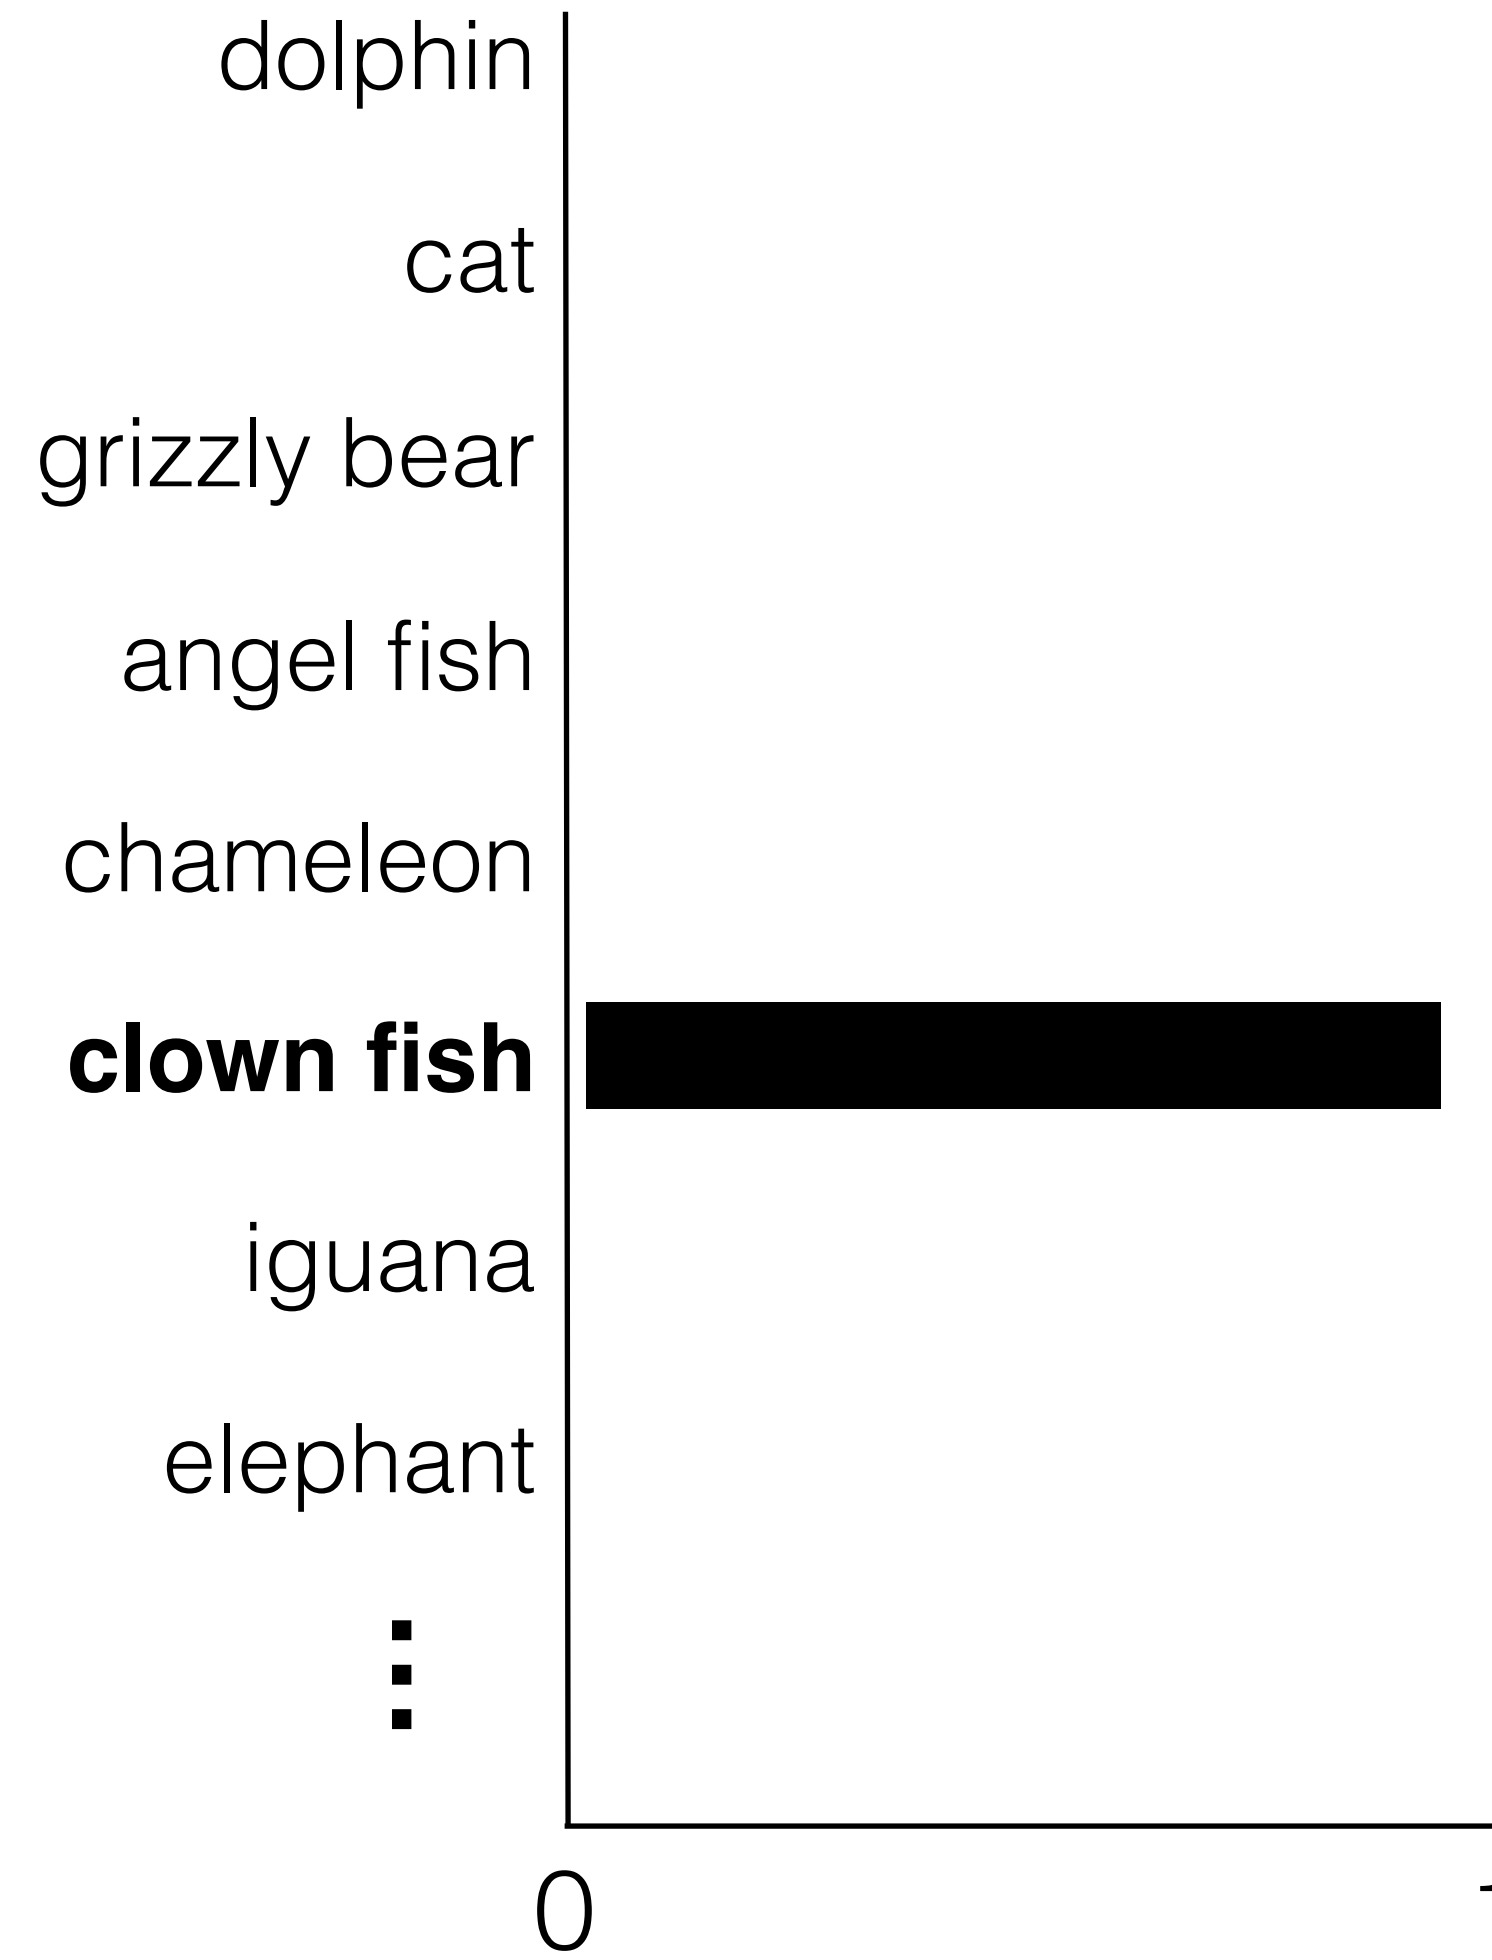 dolphin
cat
grizzly bear
angel fish
chameleon
clown fish
iguana
elephant
⋮
0